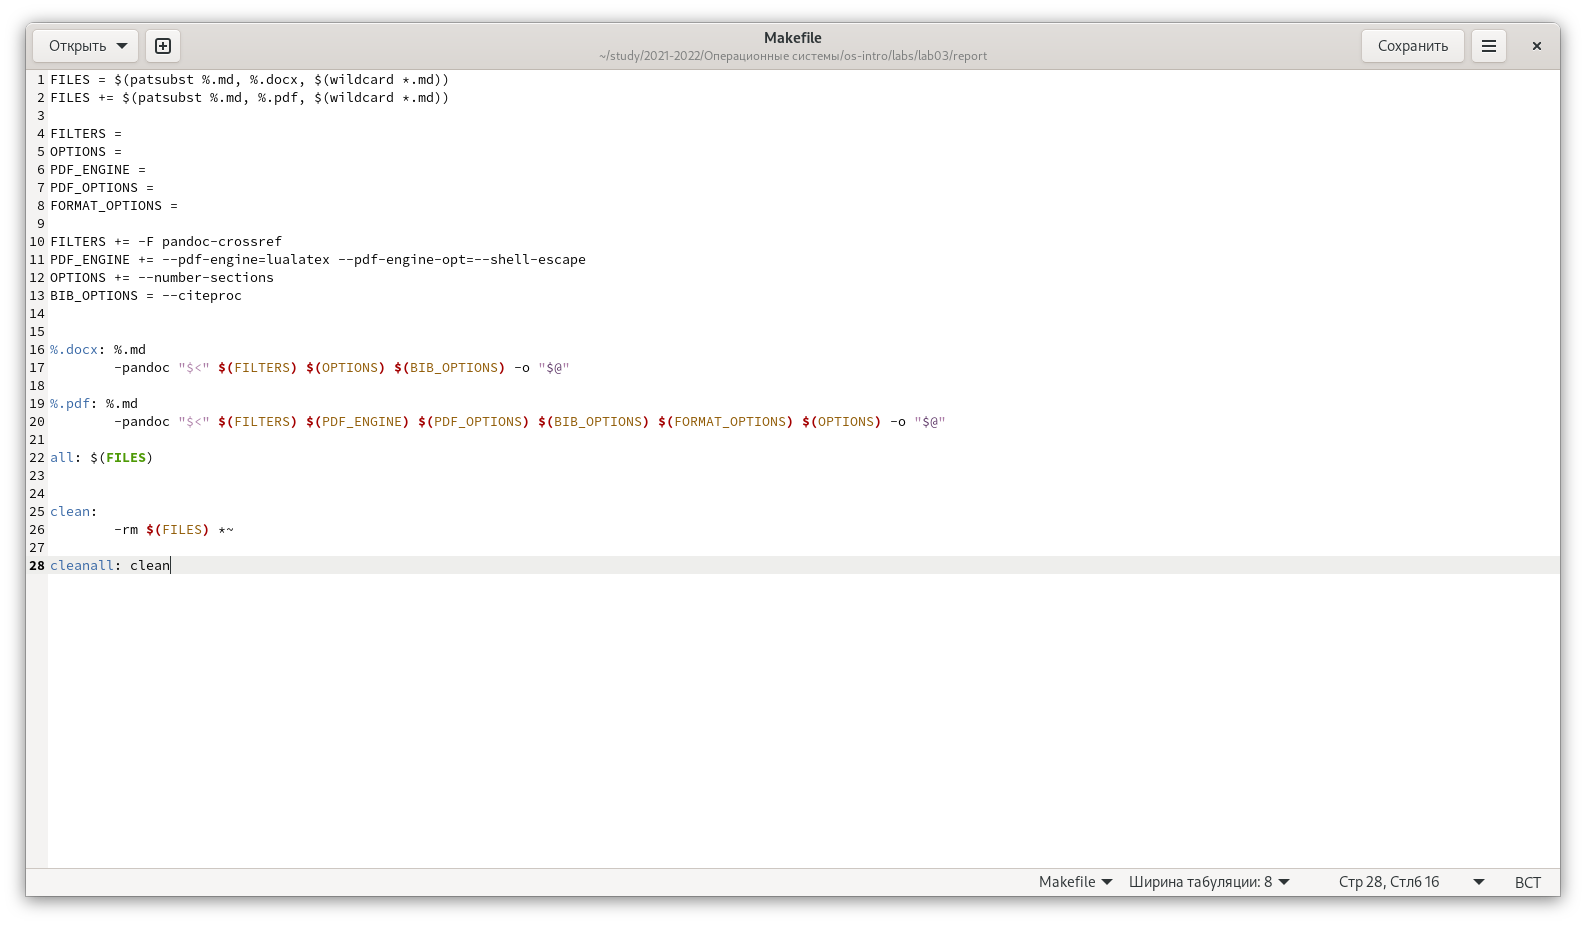 Открыть
Makefile
~/study/2021-2022/Операционные системы/os-intro/labs/lab03/report
Сохранить
1 FILES = $(patsubst %.md, %.docx, $(wildcard *.md))
2 FILES += $(patsubst %.md, %.pdf, $(wildcard *.md))
3
4 FILTERS =
5 OPTIONS =
6 PDF_ENGINE =
7 PDF_OPTIONS =
8 FORMAT_OPTIONS =
9
10 FILTERS += -F pandoc-crossref
11 PDF_ENGINE += --pdf-engine=lualatex --pdf-engine-opt=--shell-escape
12 OPTIONS += --number-sections
13 BIB_OPTIONS = --citeproc
14
15
16 %.docx: %.md
17 	-pandoc "$<" $(FILTERS) $(OPTIONS) $(BIB_OPTIONS) -o "$@"
18
19 %.pdf: %.md
20 	-pandoc "$<" $(FILTERS) $(PDF_ENGINE) $(PDF_OPTIONS) $(BIB_OPTIONS) $(FORMAT_OPTIONS) $(OPTIONS) -o "$@"
21
22 all: $(FILES)
23
24
25 clean:
26 	-rm $(FILES) *~
27
28 cleanall: clean
Makefile Ширина табуляции: 8 Стр 28, Стлб 16 ВСТ